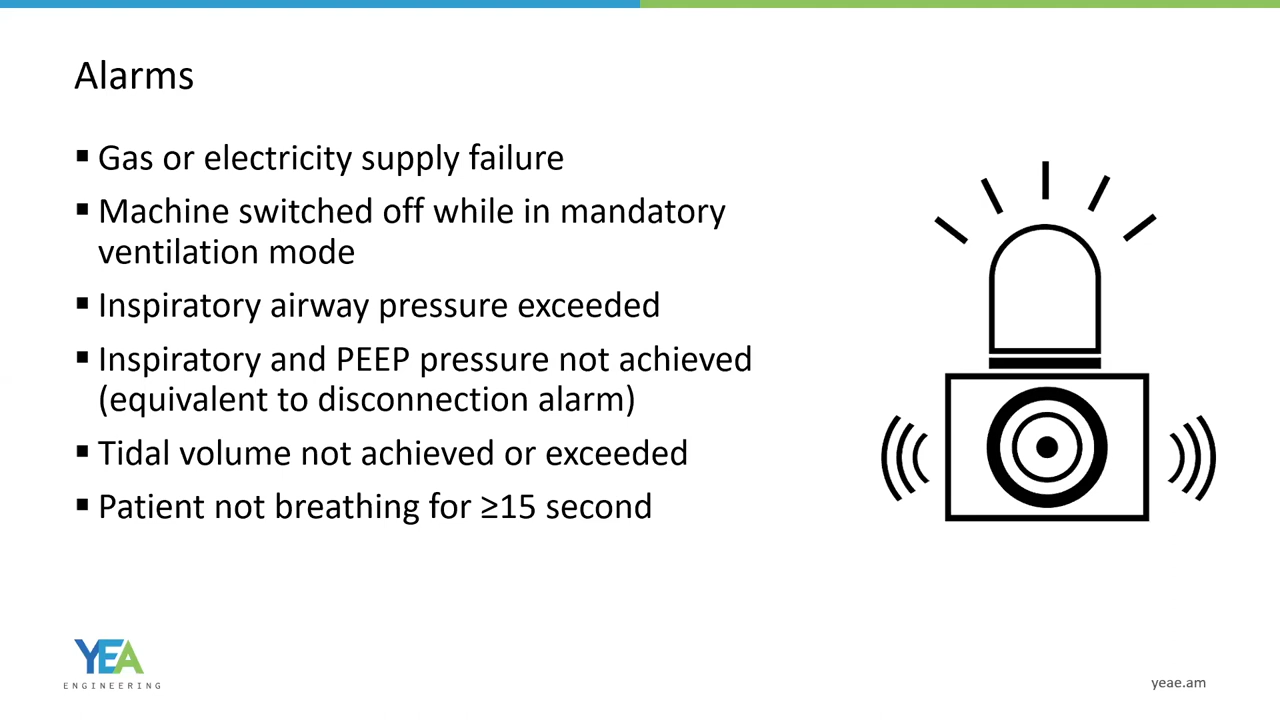 Alarms
▪ Gas or electricity supply failure
▪ Machine switched off while in mandatory
ventilation mode
▪ Inspiratory airway pressure exceeded
▪ Inspiratory and PEEP pressure not achieved
(equivalent to disconnection alarm)
▪ Tidal volume not achieved or exceeded
▪ Patient not breathing for ≥15 second
YEA
ENGINEERING
yeae.am